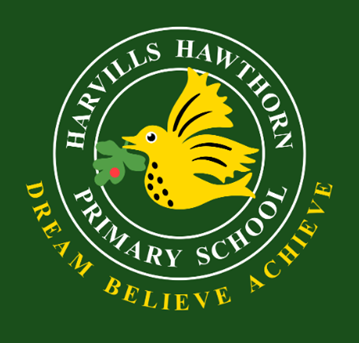 HARVILLS HAWTHORN
PRIMARY SCHOOL
DREAM BELIEVE ACHIEVE